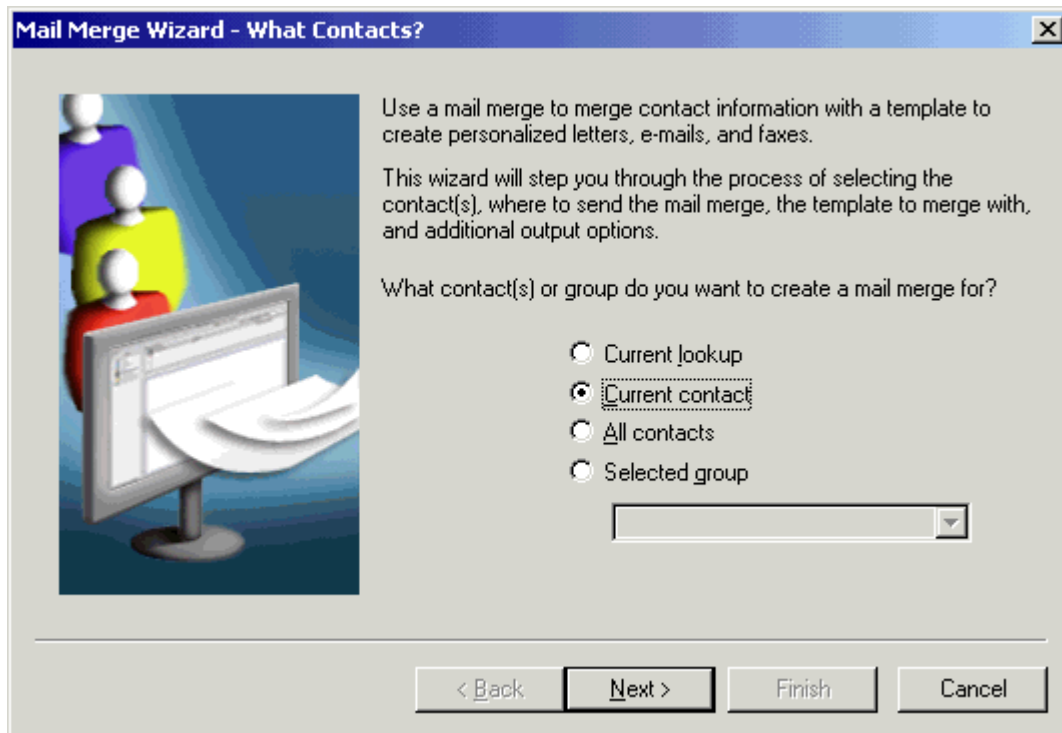 Mail Merge Wizard - What Contacts?
Use a mail merge to merge contact information with a template to
create personalized letters, e-mails, and faxes.
This wizard will step you through the process of selecting the
contact(s), where to send the mail merge, the template to merge with,
and additional output options.
What contact(s) or group do you want to create a mail merge for?
Current lookup
Current contact
All contacts
Selected group
< Back Next > Finish Cancel